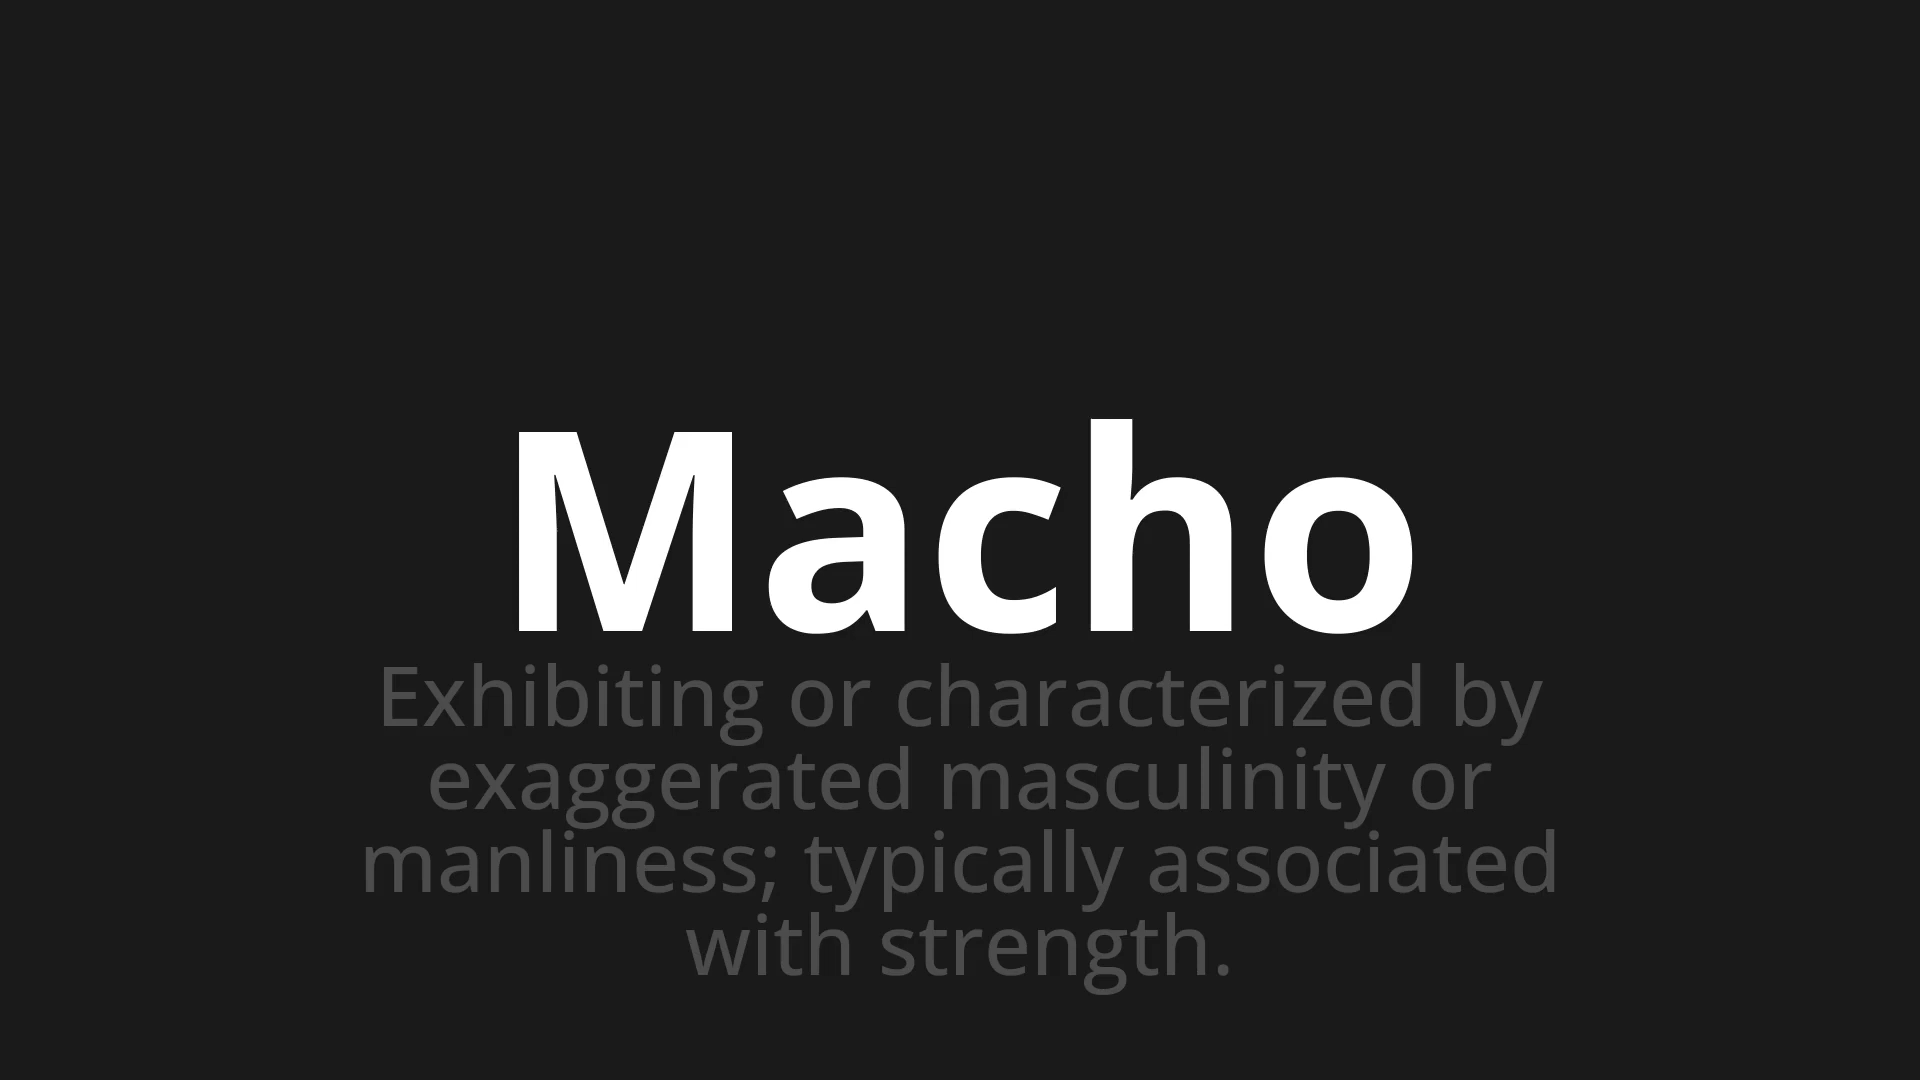 Macho
Exhibiting or characterized by
exaggerated masculinity or
manliness; typically associated
with strength.